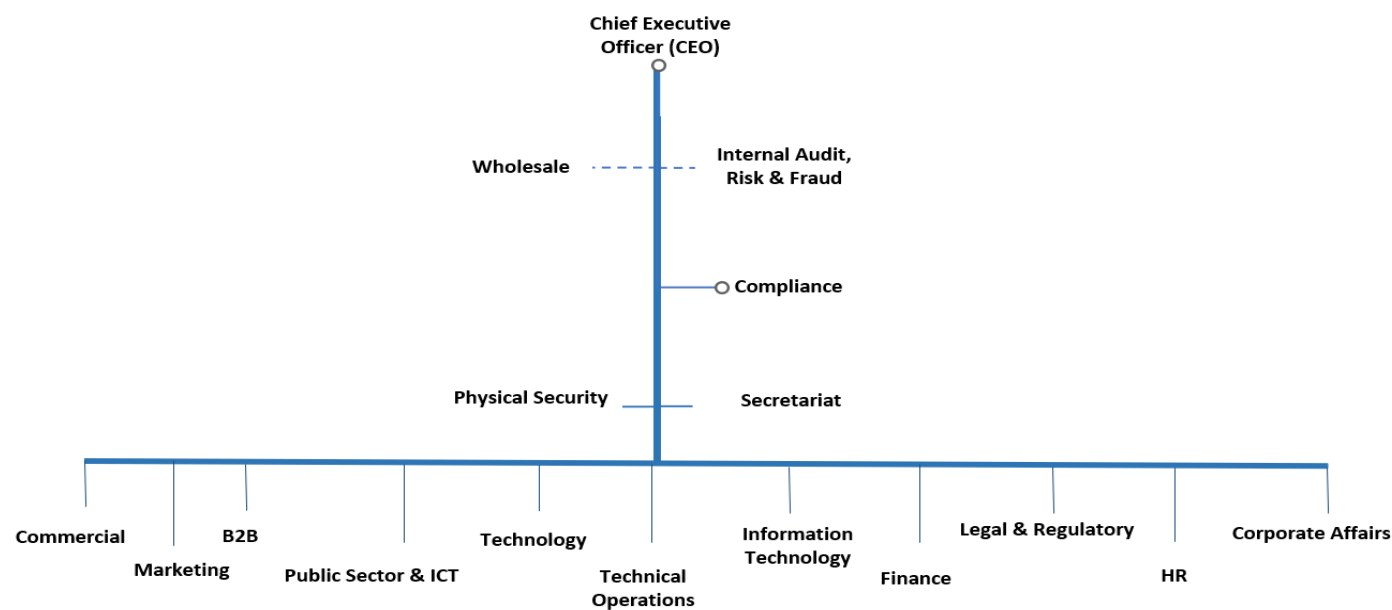 Chief Executive
Officer (CEO)
Wholesale
Internal Audit,
Risk & Fraud
Compliance
Physical Security
Secretariat
Commercial
Marketing
B2B
Public Sector & ICT
Technology
Technical
Operations
Information
Technology
Finance
Legal & Regulatory
HR
Corporate Affairs